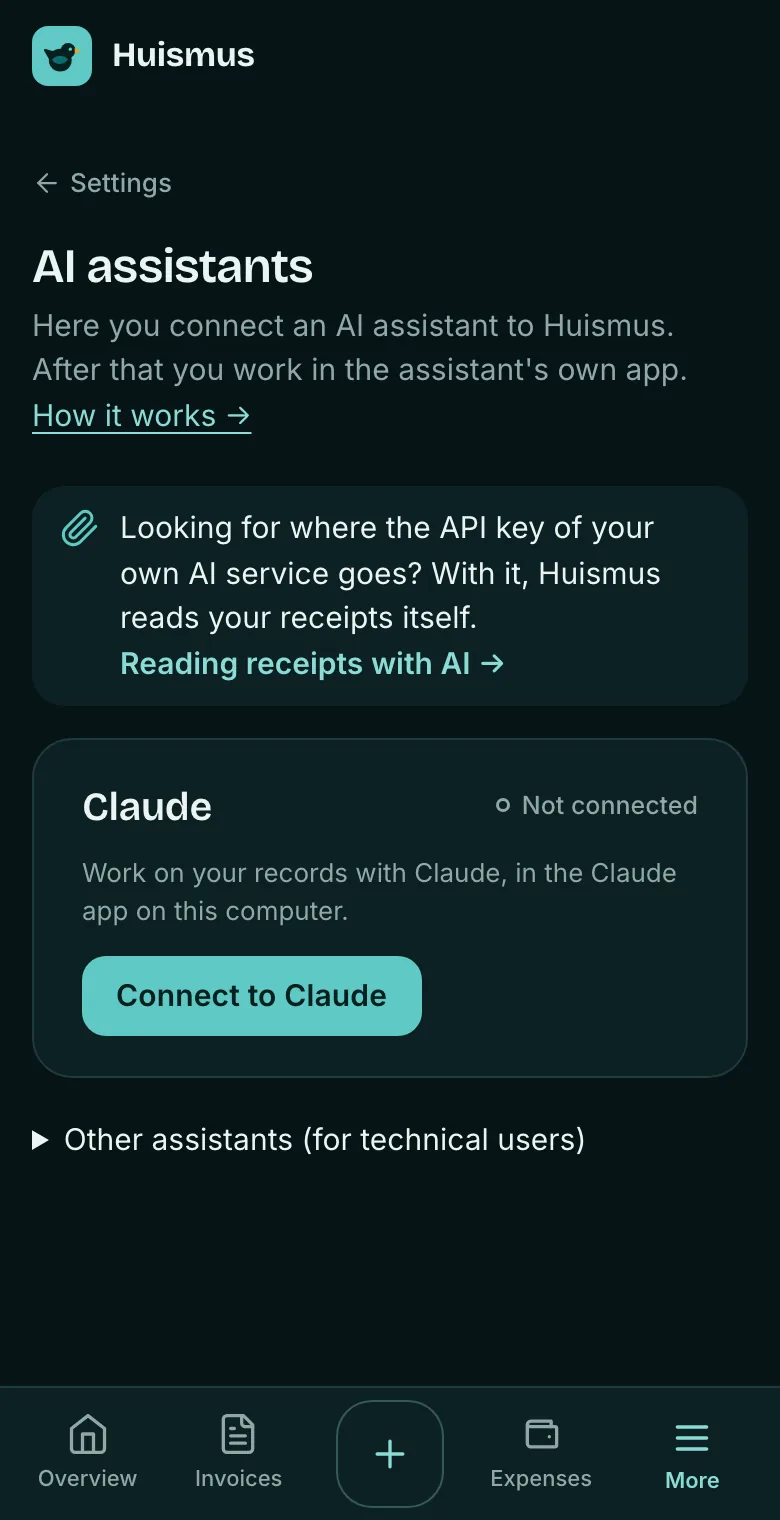 Huismus
← Settings
AI assistants
Here you connect an AI assistant to Huismus.
After that you work in the assistant's own app.
How it works →
Looking for where the API key of your
own AI service goes? With it, Huismus
reads your receipts itself.
Reading receipts with AI →
Claude
Not connected
Work on your records with Claude, in the Claude
app on this computer.
Connect to Claude
Other assistants (for technical users)
Overview
Invoices
Expenses
More